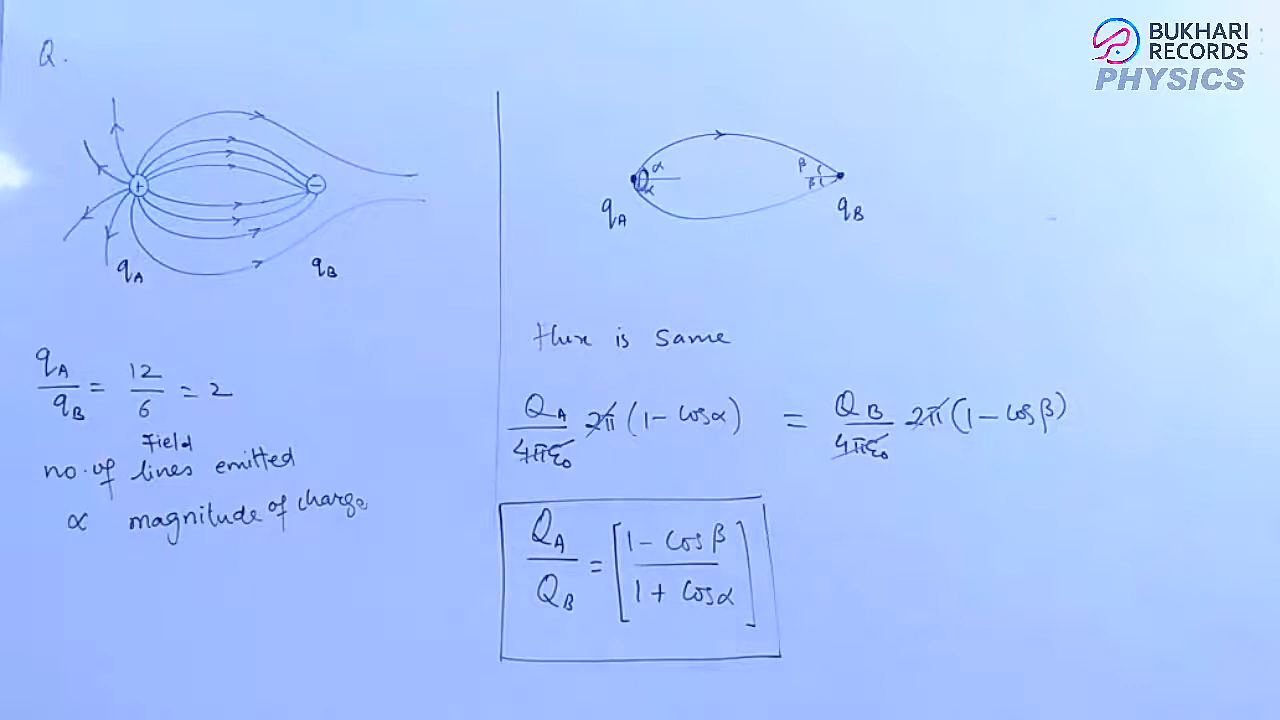 BUKHARI
RECORDS
PHYSICS
Q.
+
−
qA
qB
qA/qB = 12/6 = 2
no. of Field lines emitted
∝ magnitude of charge
α
α
β
β
qA
qB
flux is same
QA/4πε₀ 2π(1 − cosα) = QB/4πε₀ 2π(1 − cosβ)
QA/QB = [1 − cosβ / 1 + cosα]